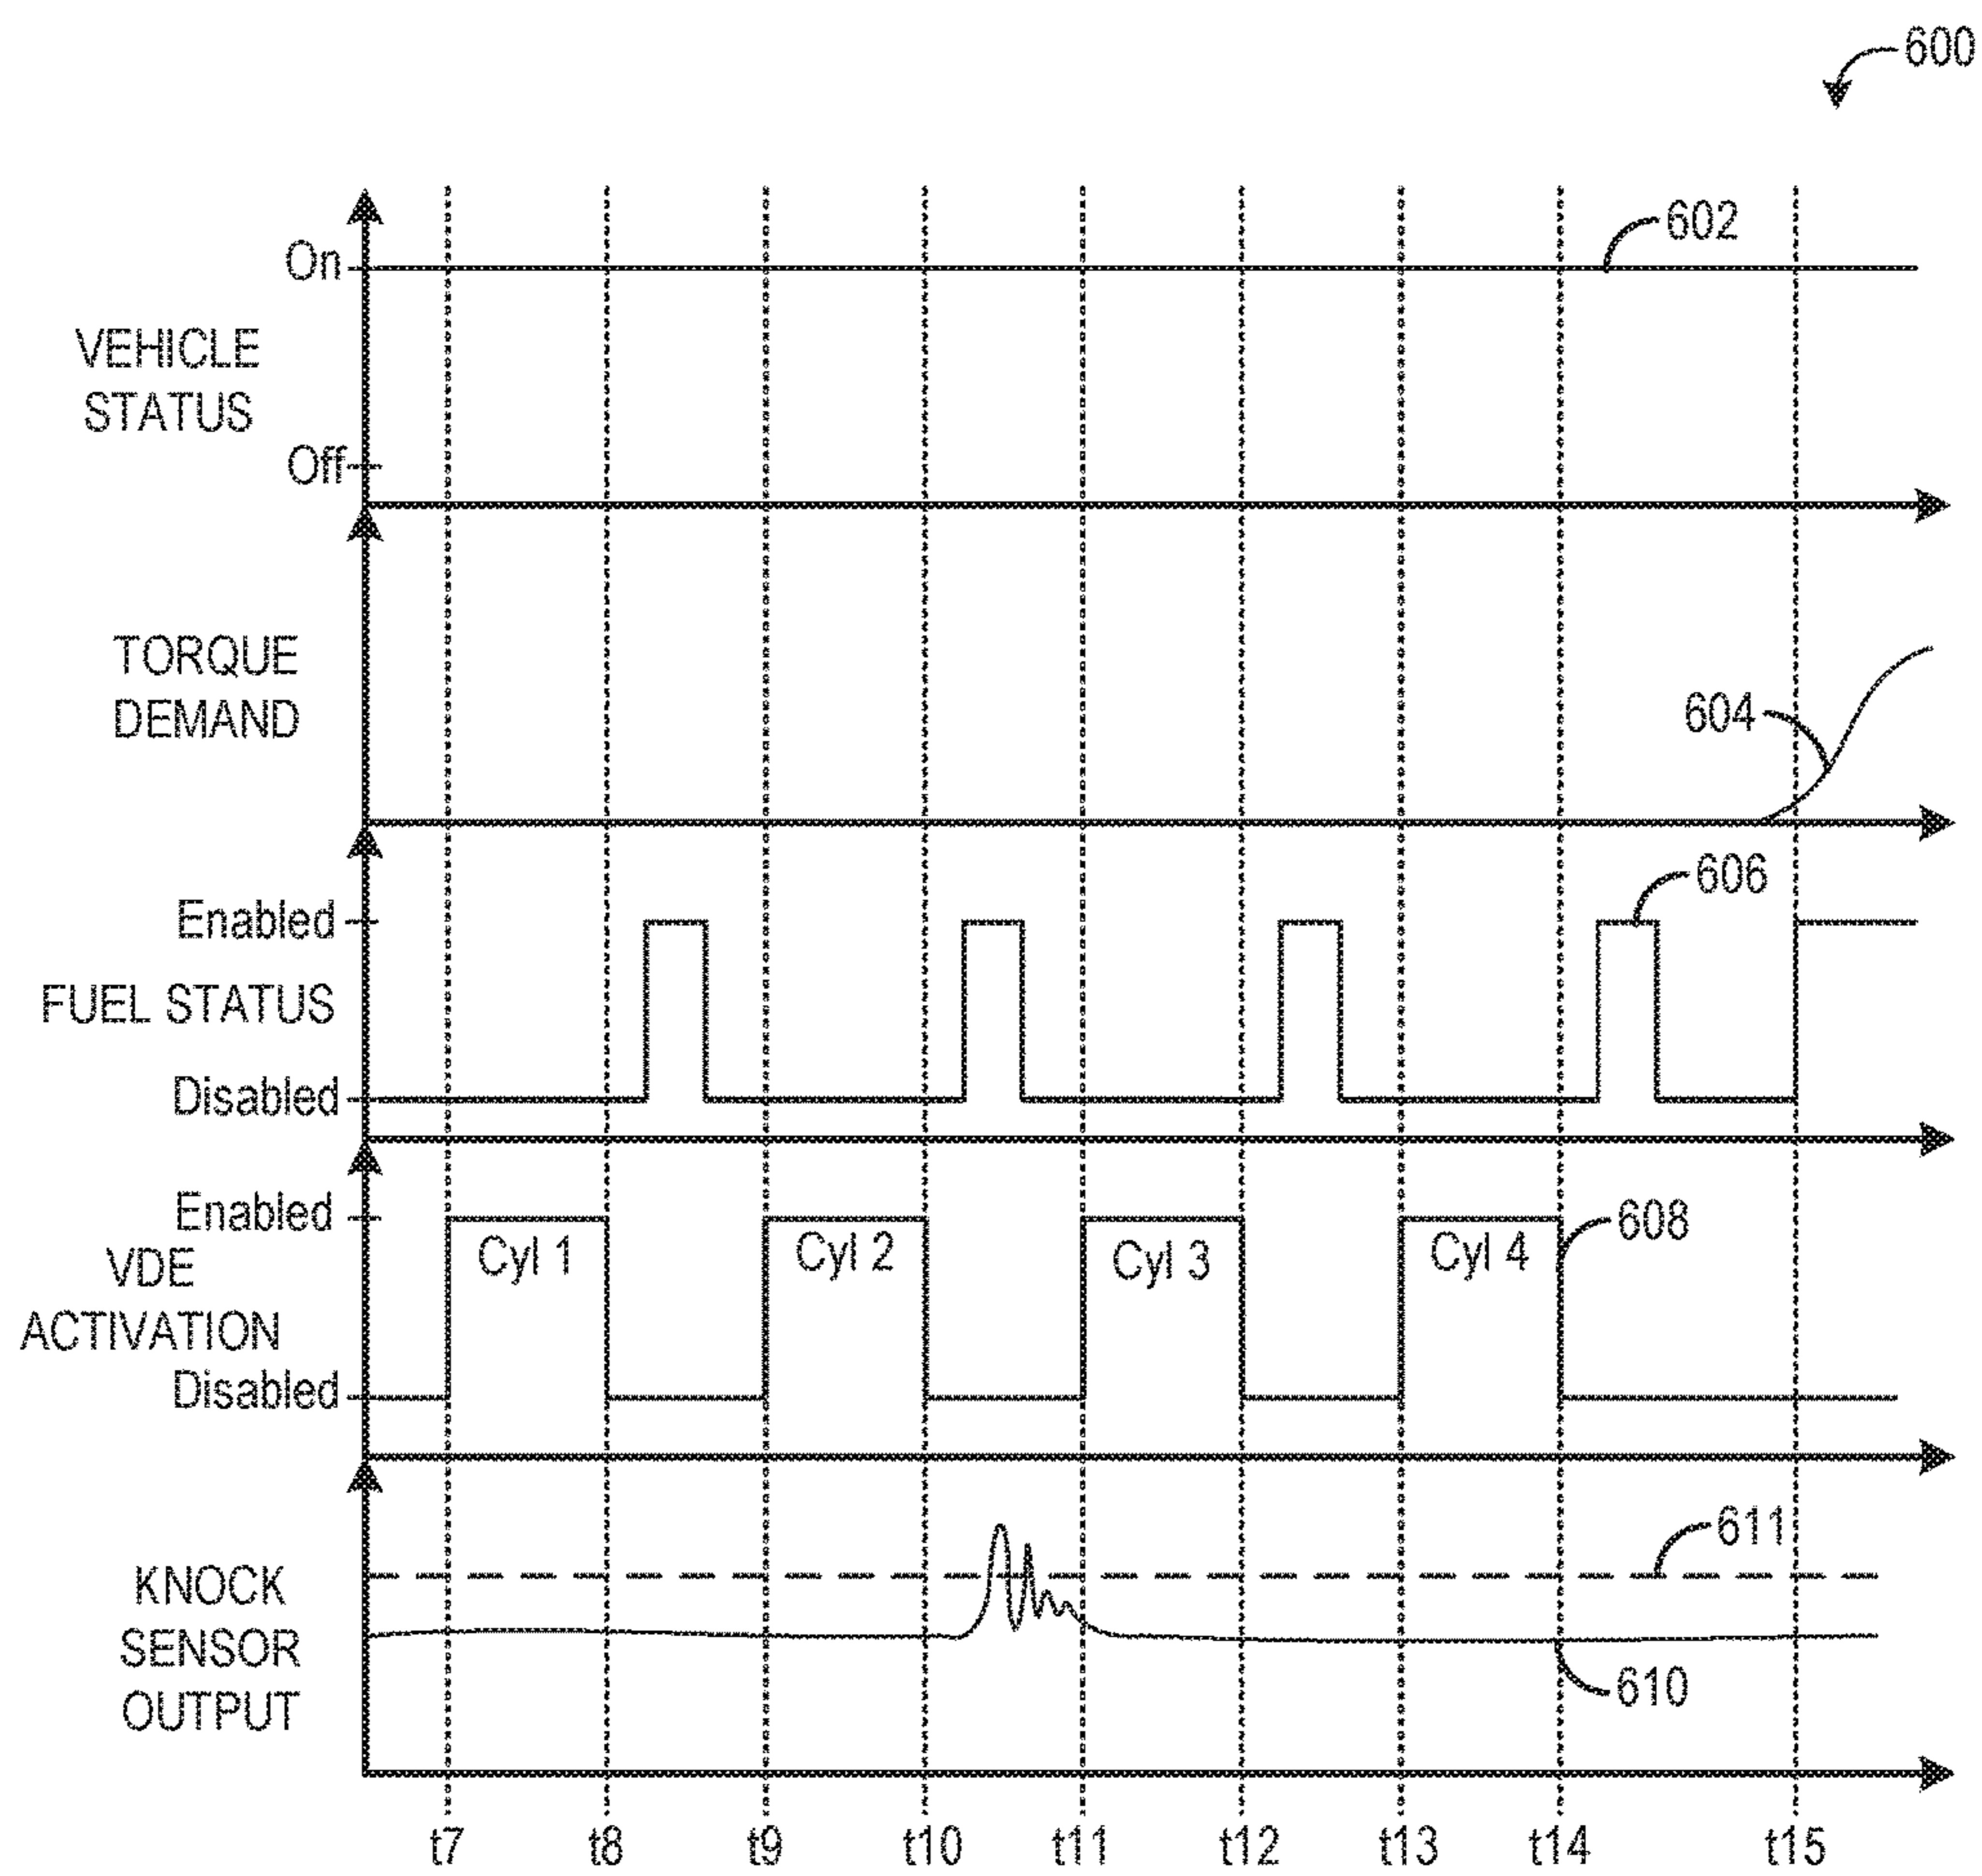 600
602
On
VEHICLE
STATUS
Off
TORQUE
DEMAND
604
606
Enabled
FUEL STATUS
Disabled
Enabled
608
Cyl 1 Cyl 2 Cyl 3 Cyl 4
VDE
ACTIVATION
Disabled
611
KNOCK
SENSOR
OUTPUT
610
t7 t8 t9 t10 t11 t12 t13 t14 t15